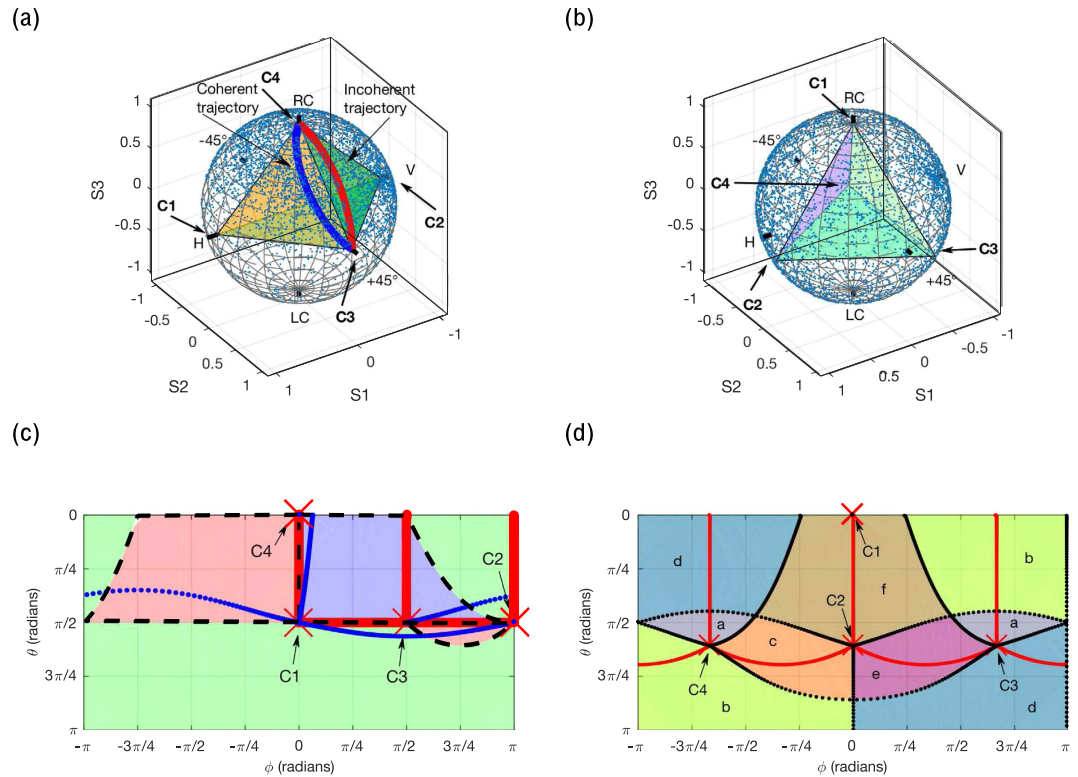 (a)
(b)
C4
Coherent trajectory
RC
Incoherent trajectory
-45°
V
C1
H
C2
+45°
LC
C3
S3
1
0.5
0
-0.5
-1
-1
-0.5
0
0.5
1
S2
1
0
-1
S1
C1
RC
-45°
V
C4
H
C3
C2
+45°
LC
S3
1
0.5
0
-0.5
-1
-1
-0.5
0
0.5
1
S2
1
0.5
0
-0.5
-1
S1
(c)
(d)
0
π/4
π/2
3π/4
π
θ (radians)
C4
C2
C1
C3
-π
-3π/4
-π/2
-π/4
0
π/4
π/2
3π/4
π
ϕ (radians)
0
π/4
π/2
3π/4
π
θ (radians)
C1
d
b
f
C2
a
a
c
e
C4
C3
b
d
-π
-3π/4
-π/2
-π/4
0
π/4
π/2
3π/4
π
ϕ (radians)